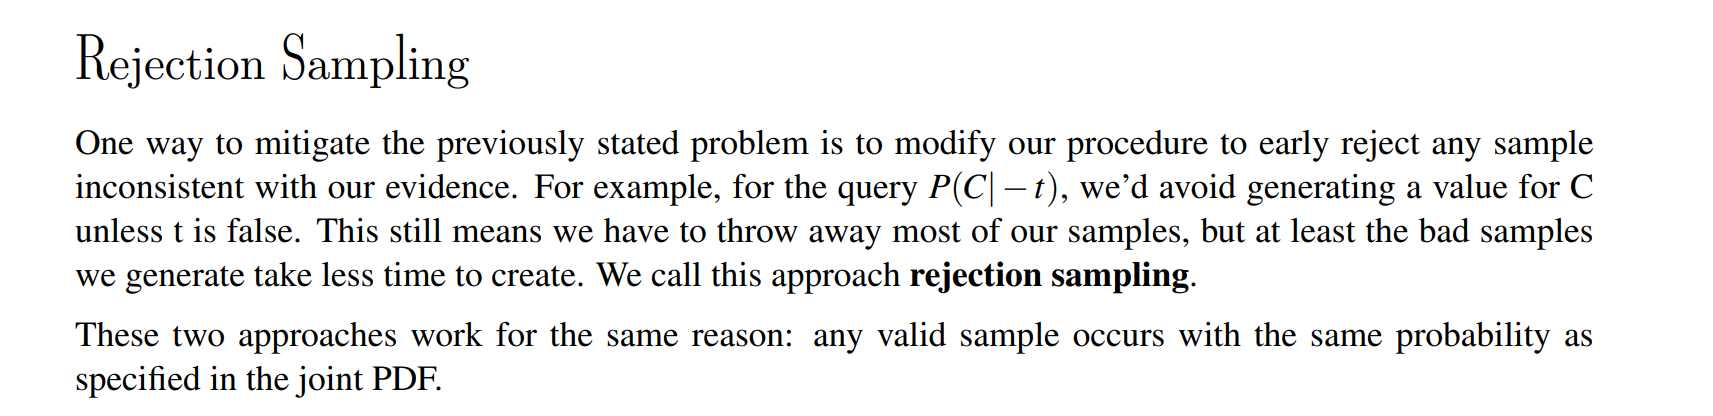 Rejection Sampling
One way to mitigate the previously stated problem is to modify our procedure to early reject any sample
inconsistent with our evidence. For example, for the query P(C| − t), we’d avoid generating a value for C
unless t is false. This still means we have to throw away most of our samples, but at least the bad samples
we generate take less time to create. We call this approach rejection sampling.
These two approaches work for the same reason: any valid sample occurs with the same probability as
specified in the joint PDF.